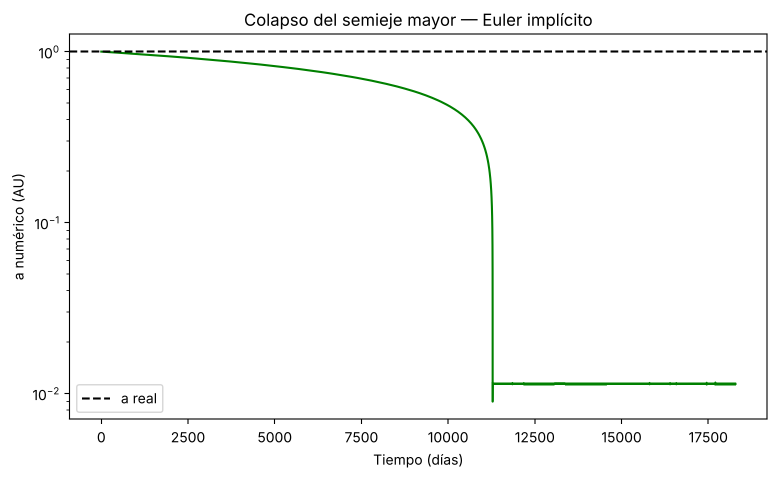 Colapso del semieje mayor — Euler implícito
a numérico (AU)
10⁰
10⁻¹
10⁻²
a real
0 2500 5000 7500 10000 12500 15000 17500
Tiempo (días)